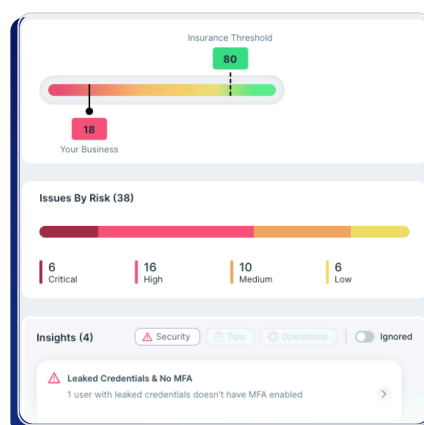 Insurance Threshold
80
18
Your Business
Issues By Risk (38)
6 16 10 6
Critical High Medium Low
Insights (4) Security Tips Operations Ignored
Leaked Credentials & No MFA
1 user with leaked credentials doesn't have MFA enabled